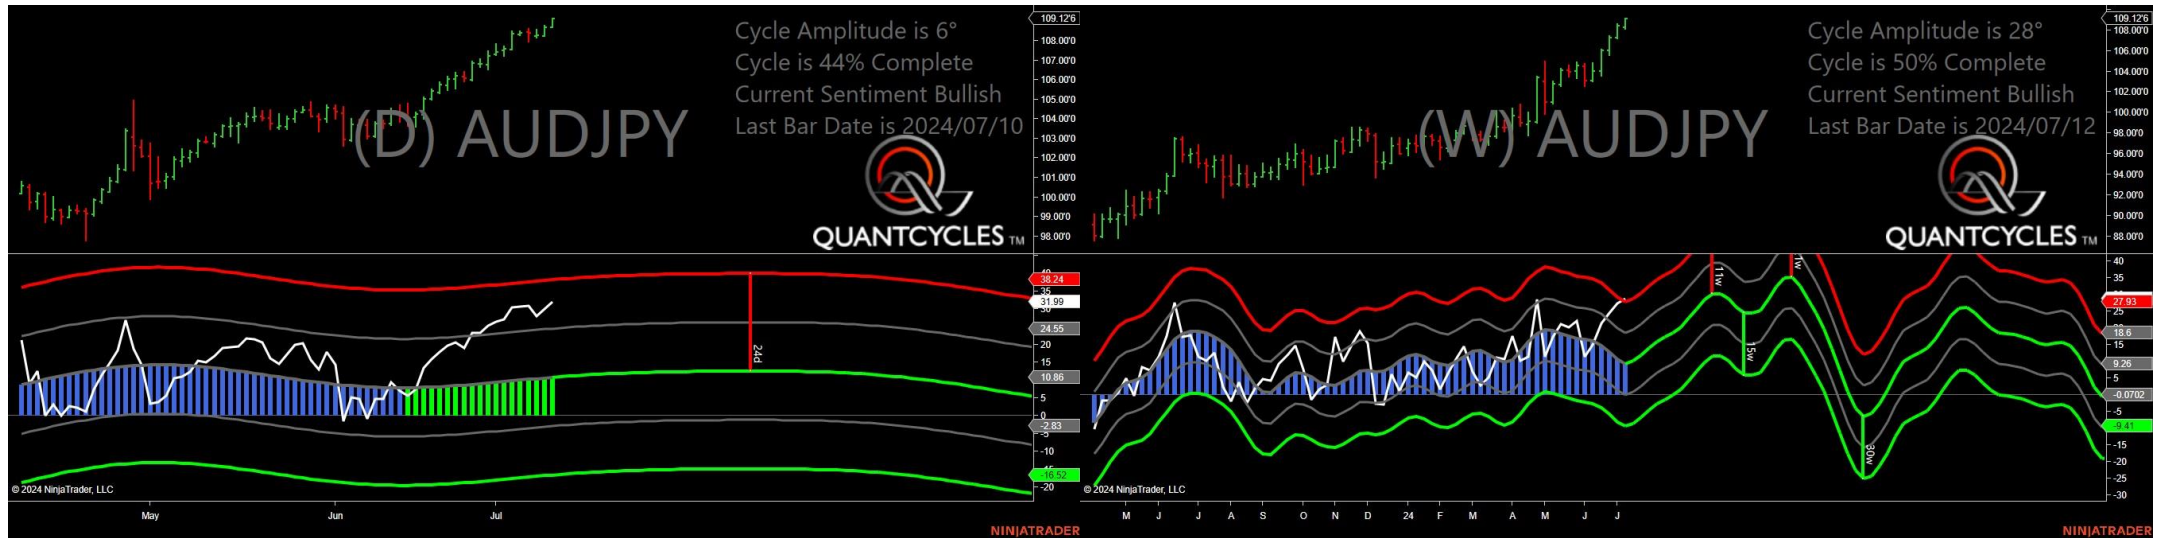 Cycle Amplitude is 6°
Cycle is 44% Complete
Current Sentiment Bullish
Last Bar Date is 2024/07/10
(D) AUDJPY
QUANTCYCLES TM
109.12'6
108.00'0
107.00'0
106.00'0
105.00'0
104.00'0
103.00'0
102.00'0
101.00'0
100.00'0
99.00'0
98.00'0
38.24
35
31.99
30
24.55
20
15
10.86
5
0
-2.83
-5
-10
-16.52
-20
24d
© 2024 NinjaTrader, LLC
May
Jun
Jul
NINJATRADER
Cycle Amplitude is 28°
Cycle is 50% Complete
Current Sentiment Bullish
Last Bar Date is 2024/07/12
(W) AUDJPY
QUANTCYCLES TM
109.12'6
108.00'0
106.00'0
104.00'0
102.00'0
100.00'0
98.00'0
96.00'0
94.00'0
92.00'0
90.00'0
88.00'0
40
35
27.93
25
18.6
15
9.26
5
-0.0702
-5
-9.41
-15
-20
-25
-30
11w
15w
30w
© 2024 NinjaTrader, LLC
M
J
J
A
S
O
N
D
24
F
M
A
M
J
J
NINJATRADER